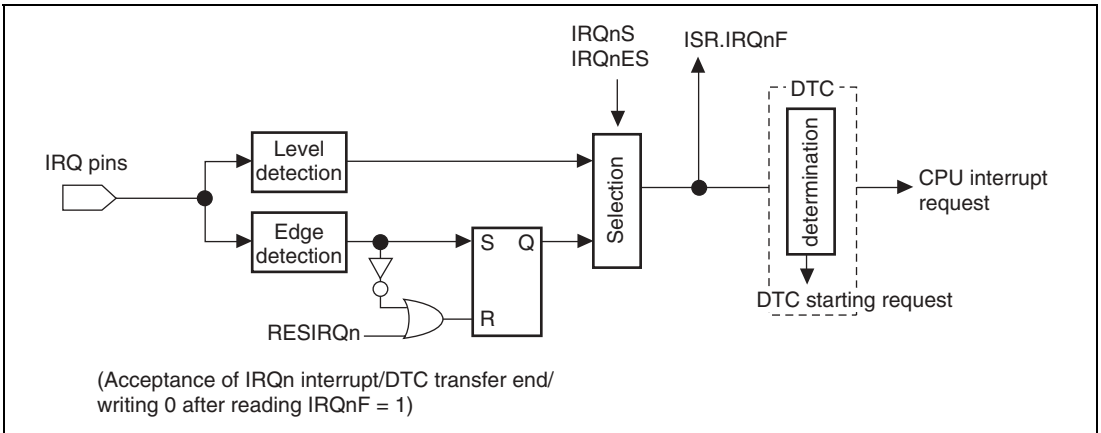 IRQnS
IRQnES
ISR.IRQnF
DTC
IRQ pins
Level
detection
Edge
detection
S Q
R
RESIRQn
Selection
determination
CPU interrupt
request
DTC starting request
(Acceptance of IRQn interrupt/DTC transfer end/
writing 0 after reading IRQnF = 1)